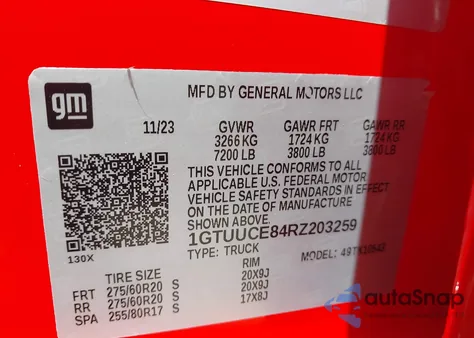 gm
MFD BY GENERAL MOTORS LLC
11/23 GVWR GAWR FRT GAWR RR
3266 KG 1724 KG 1724 KG
7200 LB 3800 LB 3800 LB
THIS VEHICLE CONFORMS TO ALL
APPLICABLE U.S. FEDERAL MOTOR
VEHICLE SAFETY STANDARDS IN EFFECT
ON THE DATE OF MANUFACTURE
SHOWN ABOVE.
1GTUUCE84RZ203259
TYPE: TRUCK MODEL:
130X
TIRE SIZE RIM
FRT 275/60R20 S 20X9J
RR 275/60R20 S 20X9J
SPA 255/80R17 S 17X8J
autoSnap